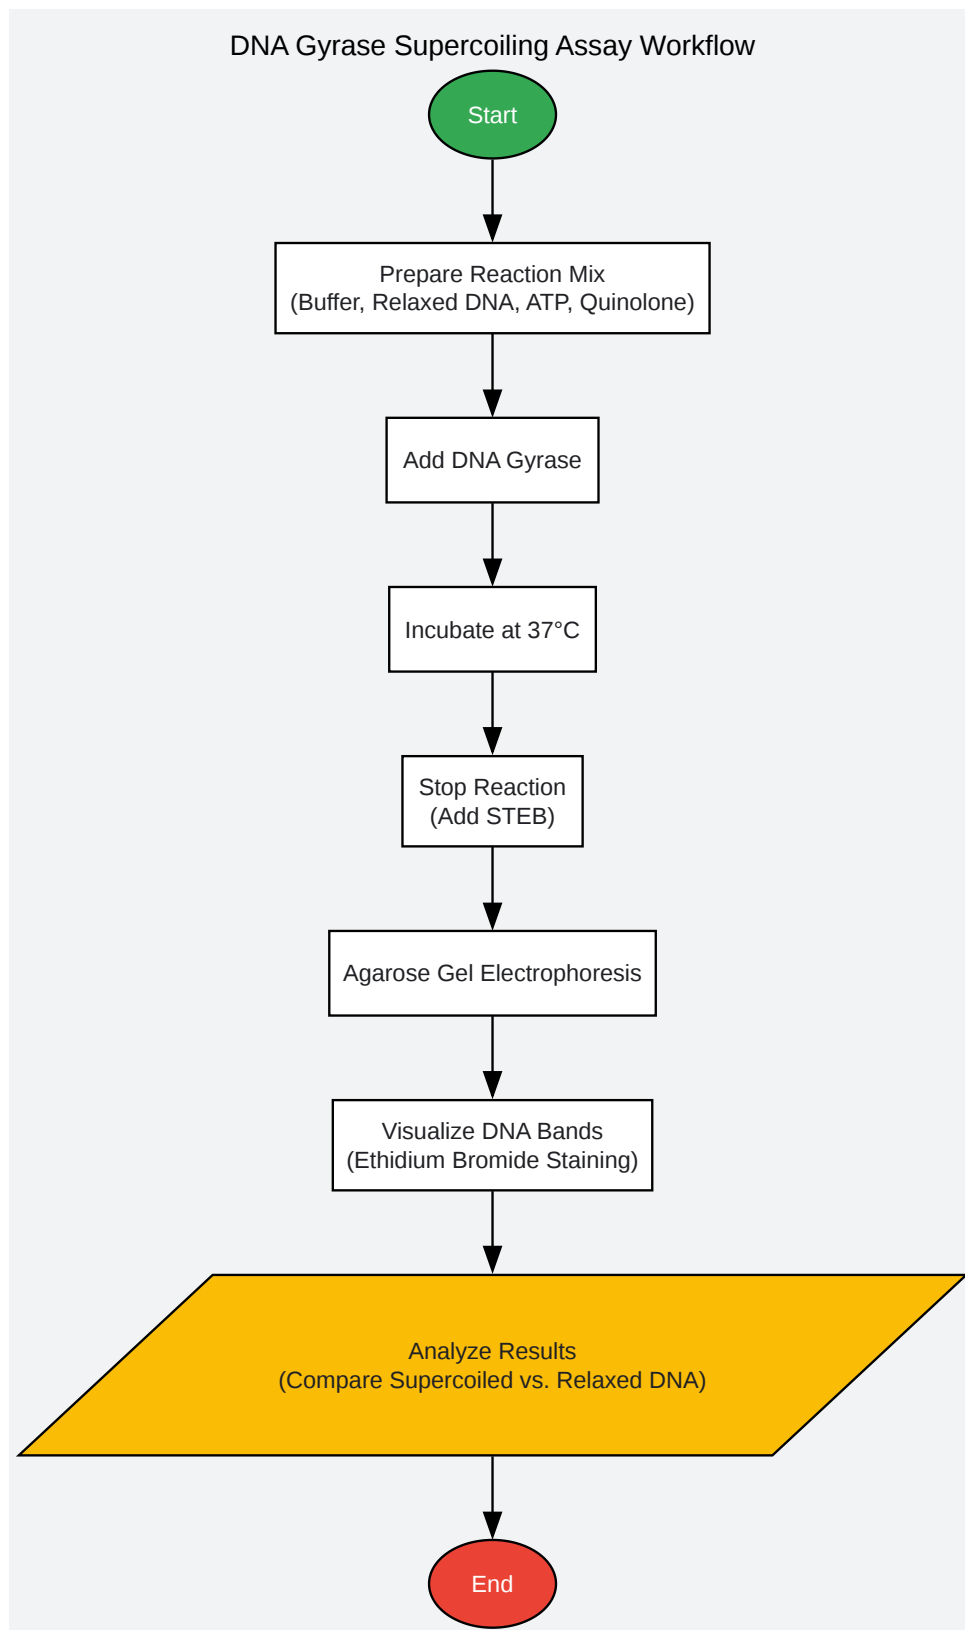 DNA Gyrase Supercoiling Assay Workflow
Start
Prepare Reaction Mix
(Buffer, Relaxed DNA, ATP, Quinolone)
Add DNA Gyrase
Incubate at 37°C
Stop Reaction
(Add STEB)
Agarose Gel Electrophoresis
Visualize DNA Bands
(Ethidium Bromide Staining)
Analyze Results
(Compare Supercoiled vs. Relaxed DNA)
End